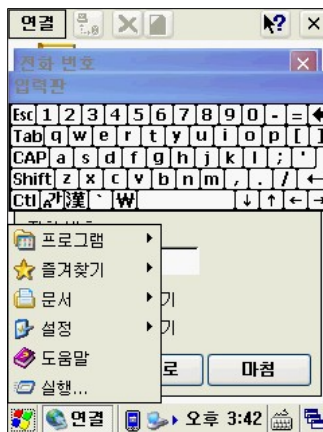 연결
전화 번호
입력판
Esc 1 2 3 4 5 6 7 8 9 0 - =
Tab q w e r t y u i o p [ ]
CAP a s d f g h j k l ; '
Shift z x c v b n m , . /
Ctl 가 漢 ` ₩
프로그램
즐겨찾기
기
문서
기
설정
도움말
로
마침
실행...
연결
오후 3:42